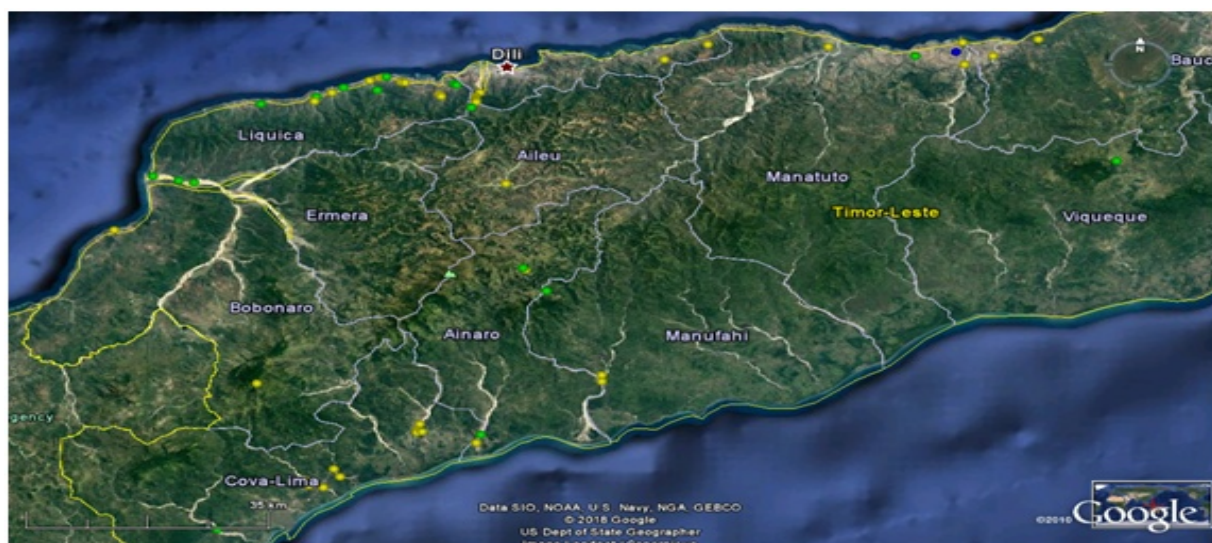 Dili
N
Bauc
Liquica
Aileu
Manatuto
Ermera
Timor-Leste
Viqueque
Bobonaro
Ainaro
Manufahi
gency
Cova-Lima
35 km
Data SIO, NOAA, U.S. Navy, NGA, GEBCO
© 2018 Google
US Dept of State Geographer
©2010 Google